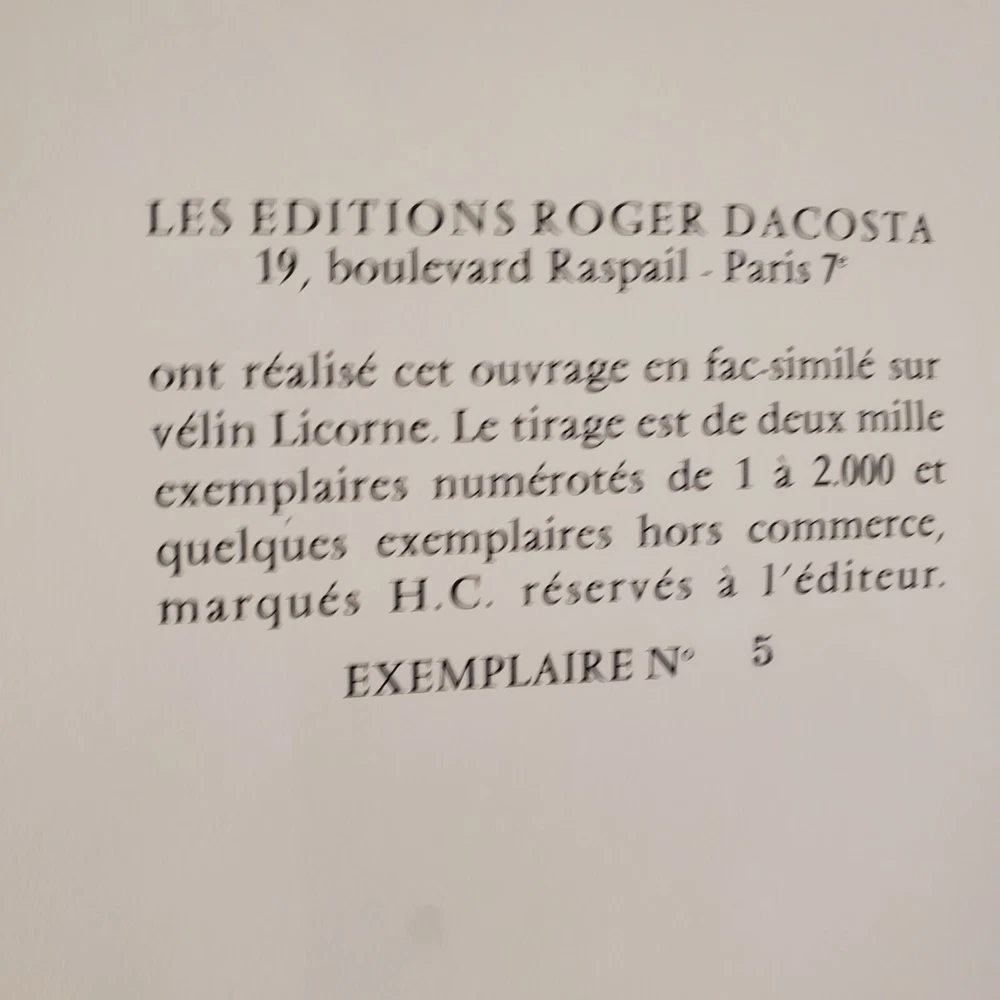 LES EDITIONS ROGER DACOSTA
19, boulevard Raspail - Paris 7e
ont réalisé cet ouvrage en fac-similé sur
vélin Licorne. Le tirage est de deux mille
exemplaires numérotés de 1 à 2.000 et
quelques exemplaires hors commerce,
marqués H.C. réservés à l'éditeur.
EXEMPLAIRE N° 5